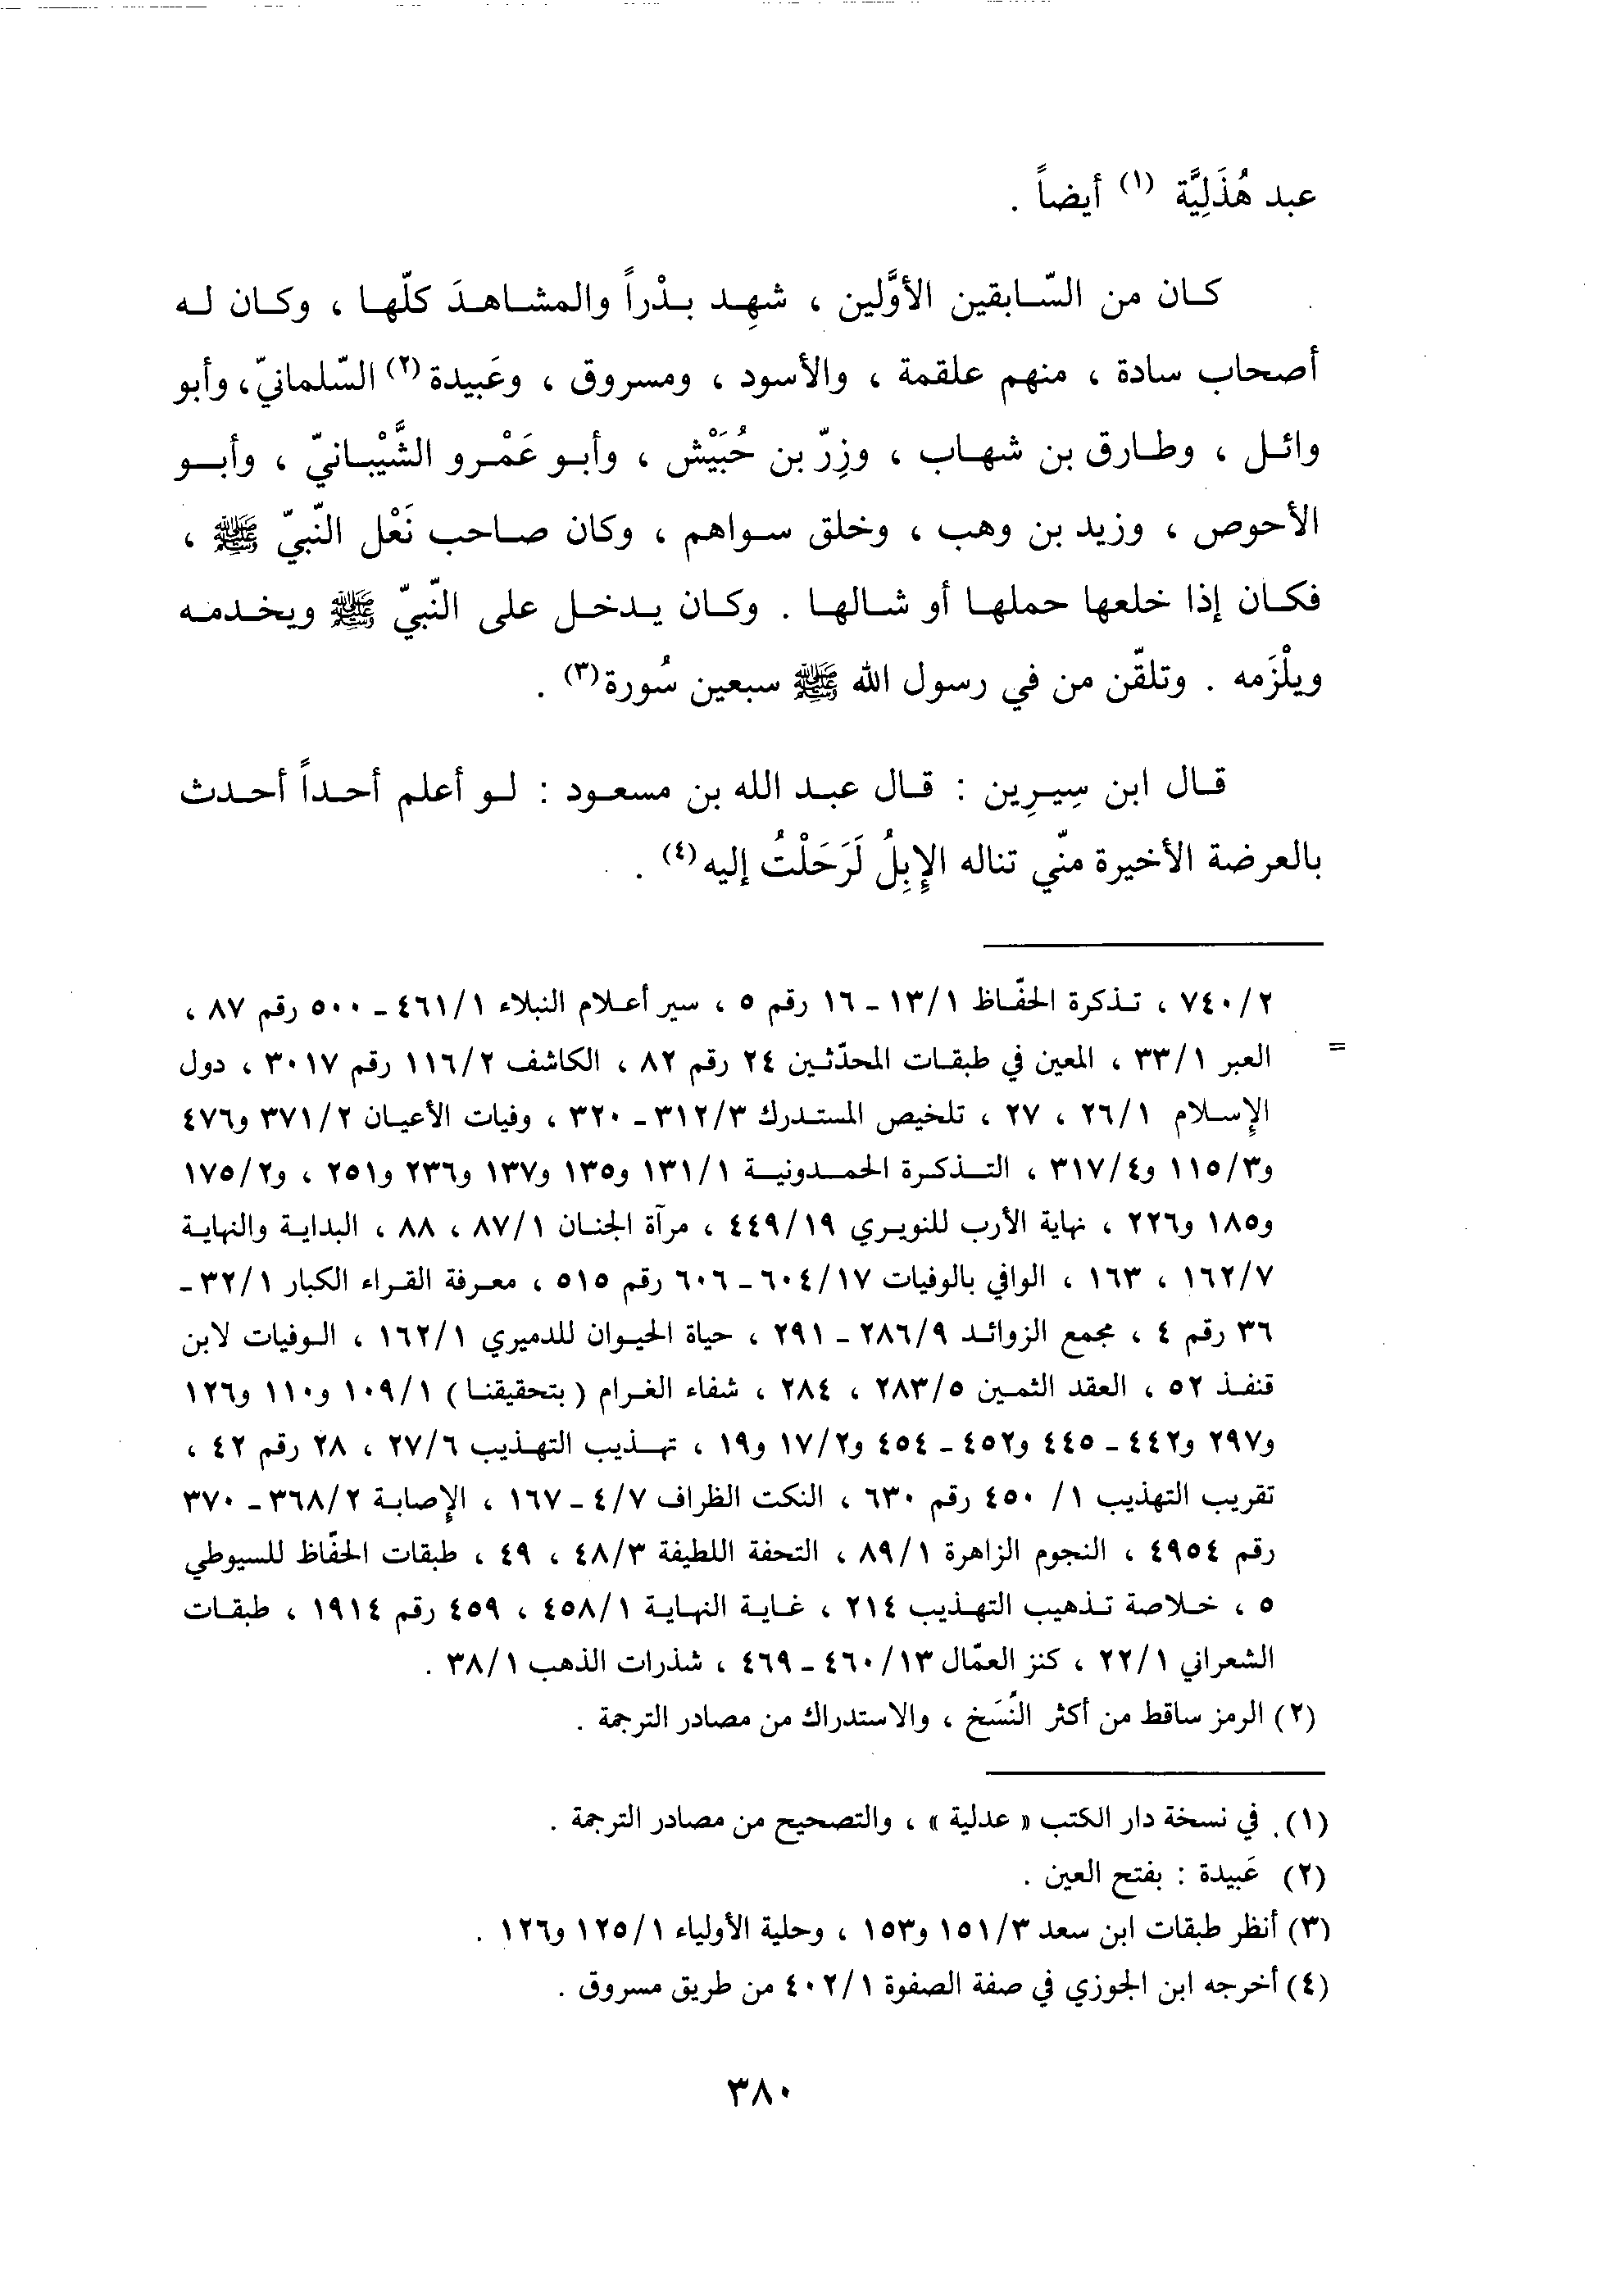 عبد هُذَلِيَّة (١) أيضاً .
كان من السّابقين الأوَّلين ، شهِد بدْراً والمشاهدَ كلّها ، وكان له
أصحاب سادة ، منهم علقمة ، والأسود ، ومسروق ، وعَبيدة(٢) السّلمانيّ، وأبو
وائل ، وطارق بن شهاب ، وزِرّ بن حُبَيْش ، وأبو عَمْرو الشَّيْبانيّ ، وأبو
الأحوص ، وزيد بن وهب ، وخلق سواهم ، وكان صاحب نَعْل النّبيّ ﷺ ،
فكان إذا خلعها حملها أو شالها . وكان يدخل على النّبيّ ﷺ ويخدمه
ويلْزَمه . وتلقّن من في رسول الله ﷺ سبعين سُورة(٣) .
قال ابن سِيرِين : قال عبد الله بن مسعود : لو أعلم أحداً أحدث
بالعرضة الأخيرة منّي تناله الإِبِلُ لَرَحَلْتُ إليه(٤) .
٧٤٠/٢ ، تذكرة الحفّاظ ١٣/١ - ١٦ رقم ٥ ، سير أعلام النبلاء ٤٦١/١ - ٥٠٠ رقم ٨٧ ،
= العبر ٣٣/١ ، المعين في طبقات المحدّثين ٢٤ رقم ٨٢ ، الكاشف ١١٦/٢ رقم ٣٠١٧ ، دول
الإسلام ٢٦/١ ، ٢٧ ، تلخيص المستدرك ٣١٢/٣ - ٣٢٠ ، وفيات الأعيان ٣٧١/٢ و٤٧٦
و١١٥/٣ و٣١٧/٤ ، التذكرة الحمدونية ١٣١/١ و١٣٥ و١٣٧ و٢٣٦ و٢٥١ ، و١٧٥/٢
و١٨٥ و٢٢٦ ، نهاية الأرب للنويري ٤٤٩/١٩ ، مرآة الجنان ٨٧/١ ، ٨٨ ، البداية والنهاية
١٦٢/٧ ، ١٦٣ ، الوافي بالوفيات ٦٠٤/١٧ - ٦٠٦ رقم ٥١٥ ، معرفة القراء الكبار ٣٢/١ -
٣٦ رقم ٤ ، مجمع الزوائد ٢٨٦/٩ - ٢٩١ ، حياة الحيوان للدميري ١٦٢/١ ، الوفيات لابن
قنفذ ٥٢ ، العقد الثمين ٢٨٣/٥ ، ٢٨٤ ، شفاء الغرام ( بتحقيقنا ) ١٠٩/١ و١١٠ و١٢٦
و٢٩٧ و٤٤٢ - ٤٤٥ و٤٥٢ - ٤٥٤ و١٧/٢ و١٩ ، تهذيب التهذيب ٢٧/٦ ، ٢٨ رقم ٤٢ ،
تقريب التهذيب ١/ ٤٥٠ رقم ٦٣٠ ، النكت الظراف ٤/٧ - ١٦٧ ، الإصابة ٣٦٨/٢ - ٣٧٠
رقم ٤٩٥٤ ، النجوم الزاهرة ٨٩/١ ، التحفة اللطيفة ٤٨/٣ ، ٤٩ ، طبقات الحفّاظ للسيوطي
٥ ، خلاصة تذهيب التهذيب ٢١٤ ، غاية النهاية ٤٥٨/١ ، ٤٥٩ رقم ١٩١٤ ، طبقات
الشعراني ٢٢/١ ، كنز العمّال ٤٦٠/١٣ - ٤٦٩ ، شذرات الذهب ٣٨/١ .
(٢) الرمز ساقط من أكثر النُسَخ ، والاستدراك من مصادر الترجمة .
(١) في نسخة دار الكتب « عدلية » ، والتصحيح من مصادر الترجمة .
(٢) عَبيدة : بفتح العين .
(٣) أنظر طبقات ابن سعد ١٥١/٣ و١٥٣ ، وحلية الأولياء ١٢٥/١ و١٢٦ .
(٤) أخرجه ابن الجوزي في صفة الصفوة ٤٠٢/١ من طريق مسروق .
٣٨٠